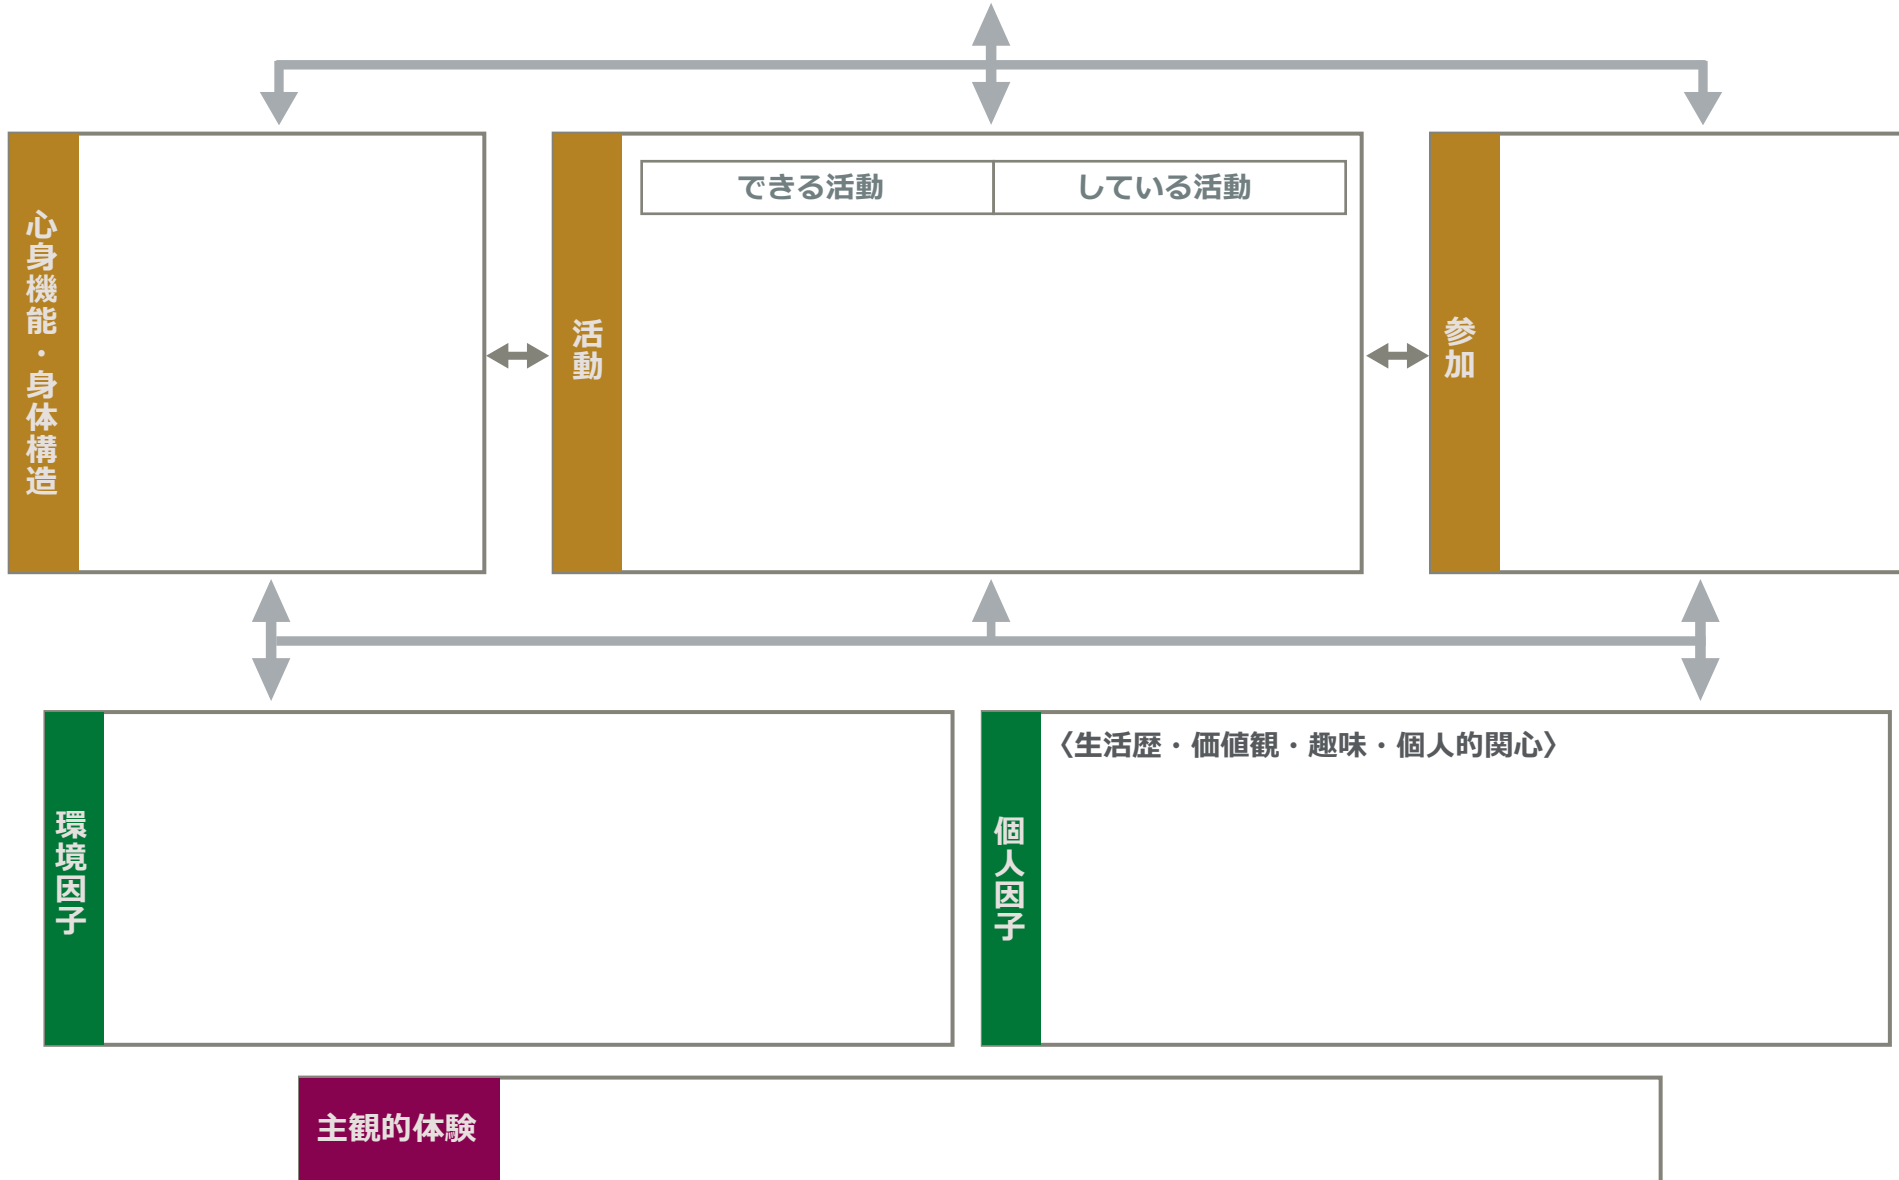 できる活動
している活動
心身機能・身体構造
活動
参加
〈生活歴・価値観・趣味・個人的関心〉
環境因子
個人因子
主観的体験